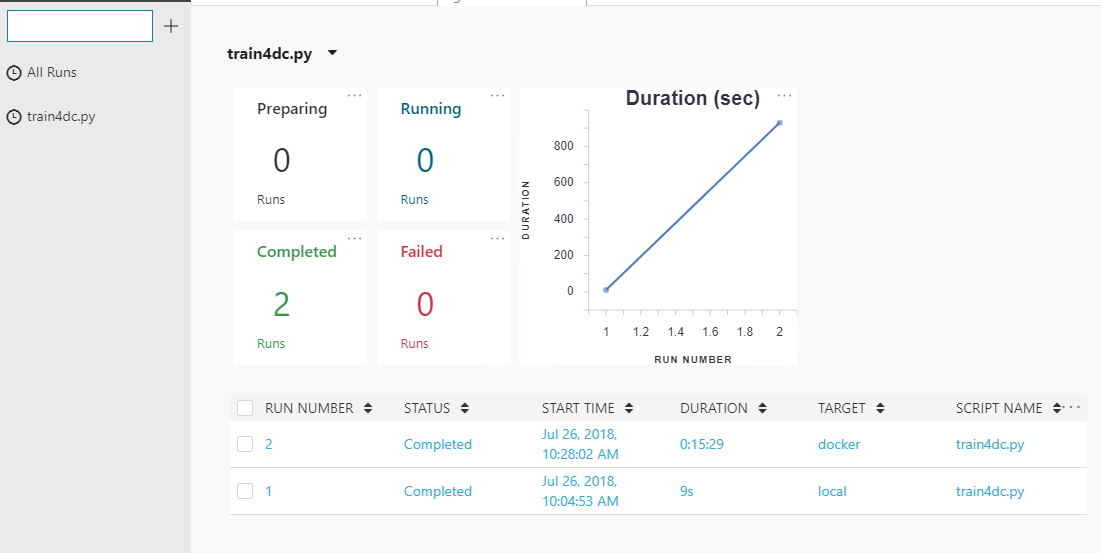 All Runs
train4dc.py
train4dc.py
Preparing
0
Runs
Running
0
Runs
Completed
2
Runs
Failed
0
Runs
Duration (sec)
DURATION
800
600
400
200
0
1 1.2 1.4 1.6 1.8 2
RUN NUMBER
RUN NUMBER STATUS START TIME DURATION TARGET SCRIPT NAME
2 Completed Jul 26, 2018, 10:28:02 AM 0:15:29 docker train4dc.py
1 Completed Jul 26, 2018, 10:04:53 AM 9s local train4dc.py